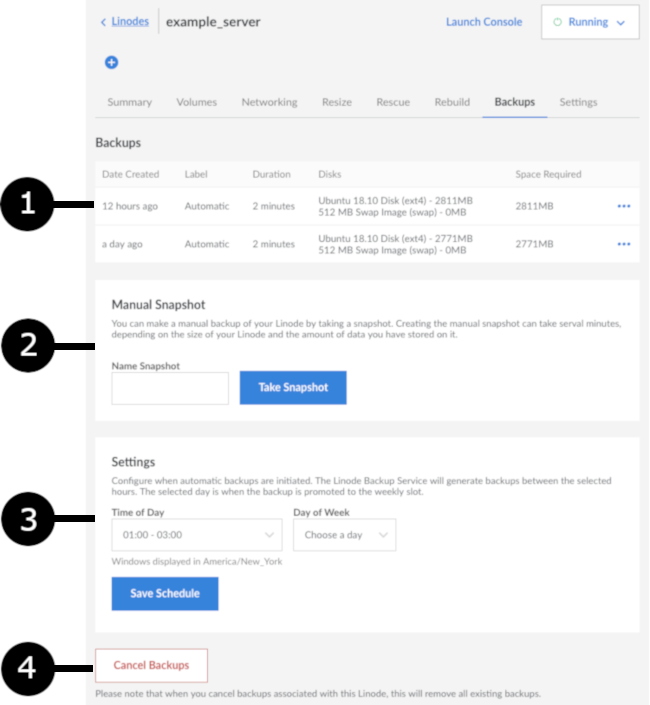 Linodes example_server Launch Console Running
Summary Volumes Networking Resize Rescue Rebuild Backups Settings
Backups
Date Created Label Duration Disks Space Required
1
12 hours ago Automatic 2 minutes Ubuntu 18.10 Disk (ext4) - 2811MB 2811MB
512 MB Swap Image (swap) - 0MB
a day ago Automatic 2 minutes Ubuntu 18.10 Disk (ext4) - 2771MB 2771MB
512 MB Swap Image (swap) - 0MB
Manual Snapshot
You can make a manual backup of your Linode by taking a snapshot. Creating the manual snapshot can take serval minutes,
depending on the size of your Linode and the amount of data you have stored on it.
2
Name Snapshot
Take Snapshot
Settings
Configure when automatic backups are initiated. The Linode Backup Service will generate backups between the selected
hours. The selected day is when the backup is promoted to the weekly slot.
3
Time of Day Day of Week
01:00 - 03:00 Choose a day
Windows displayed in America/New_York
Save Schedule
4
Cancel Backups
Please note that when you cancel backups associated with this Linode, this will remove all existing backups.